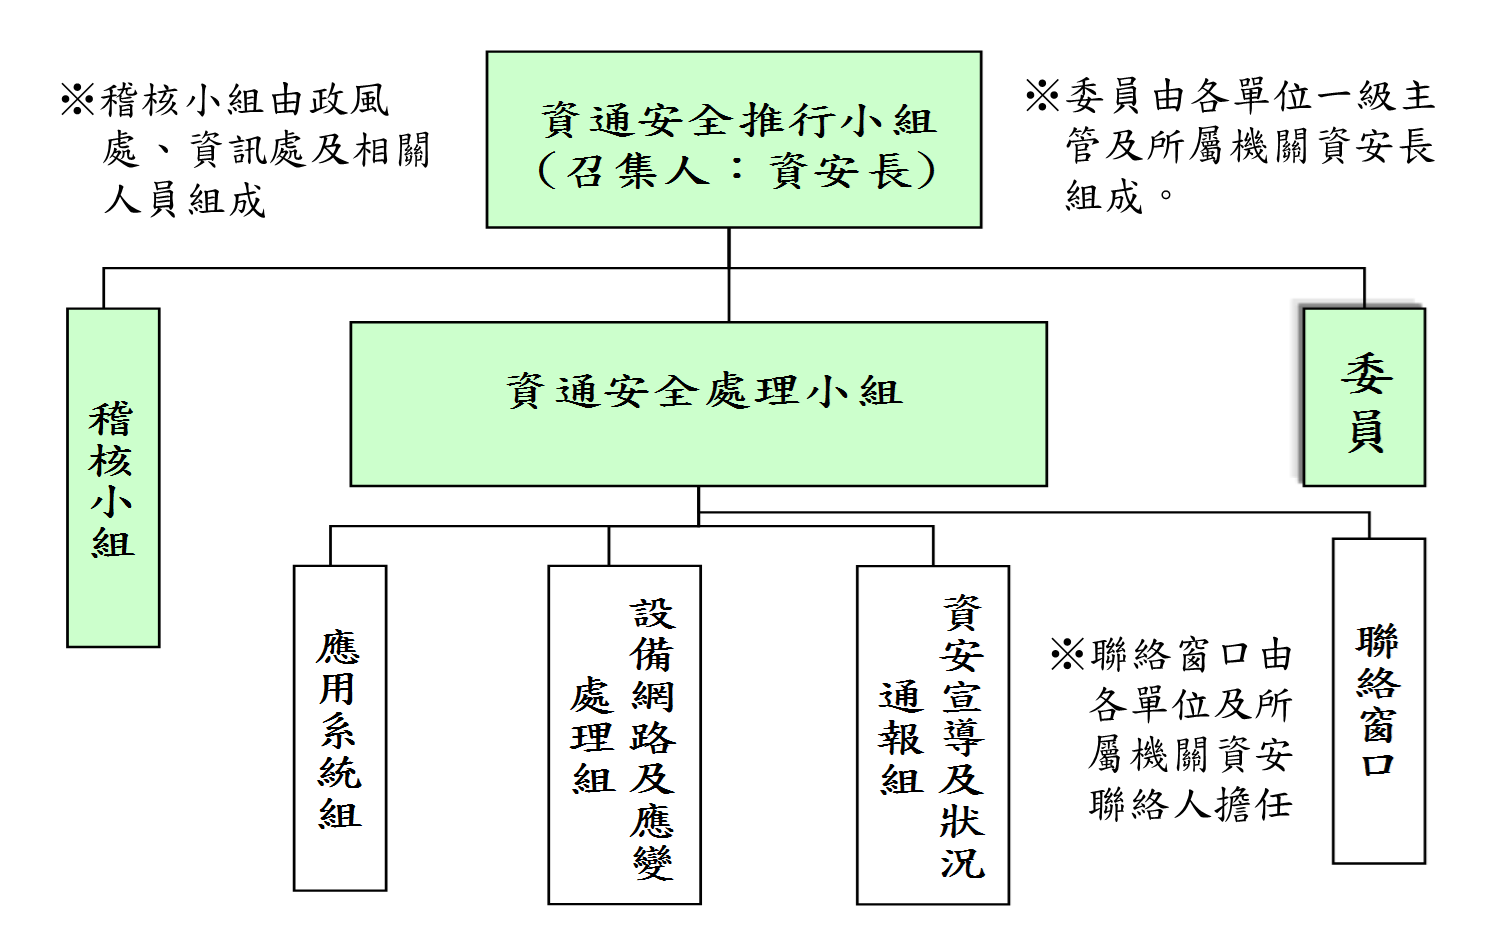 ※稽核小組由政風
處、資訊處及相關
人員組成
資通安全推行小組
（召集人：資安長）
※委員由各單位一級主
管及所屬機關資安長
組成。
稽核小組
資通安全處理小組
委員
應用系統組
設備網路及應變
處理組
資安宣導及狀況
通報組
※聯絡窗口由
各單位及所
屬機關資安
聯絡人擔任
聯絡窗口